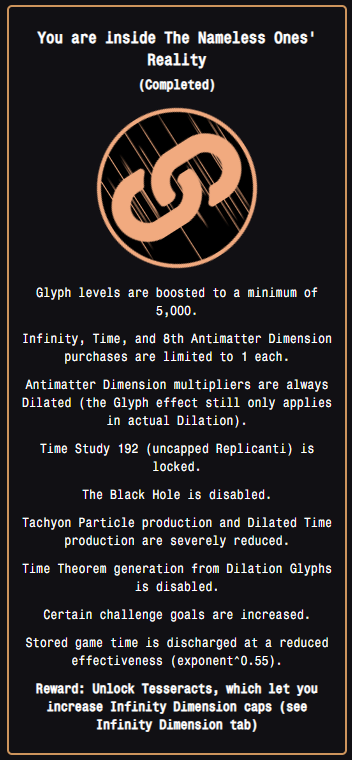 You are inside The Nameless Ones'
Reality
(Completed)
Glyph levels are boosted to a minimum of
5,000.
Infinity, Time, and 8th Antimatter Dimension
purchases are limited to 1 each.
Antimatter Dimension multipliers are always
Dilated (the Glyph effect still only applies
in actual Dilation).
Time Study 192 (uncapped Replicanti) is
locked.
The Black Hole is disabled.
Tachyon Particle production and Dilated Time
production are severely reduced.
Time Theorem generation from Dilation Glyphs
is disabled.
Certain challenge goals are increased.
Stored game time is discharged at a reduced
effectiveness (exponent^0.55).
Reward: Unlock Tesseracts, which let you
increase Infinity Dimension caps (see
Infinity Dimension tab)